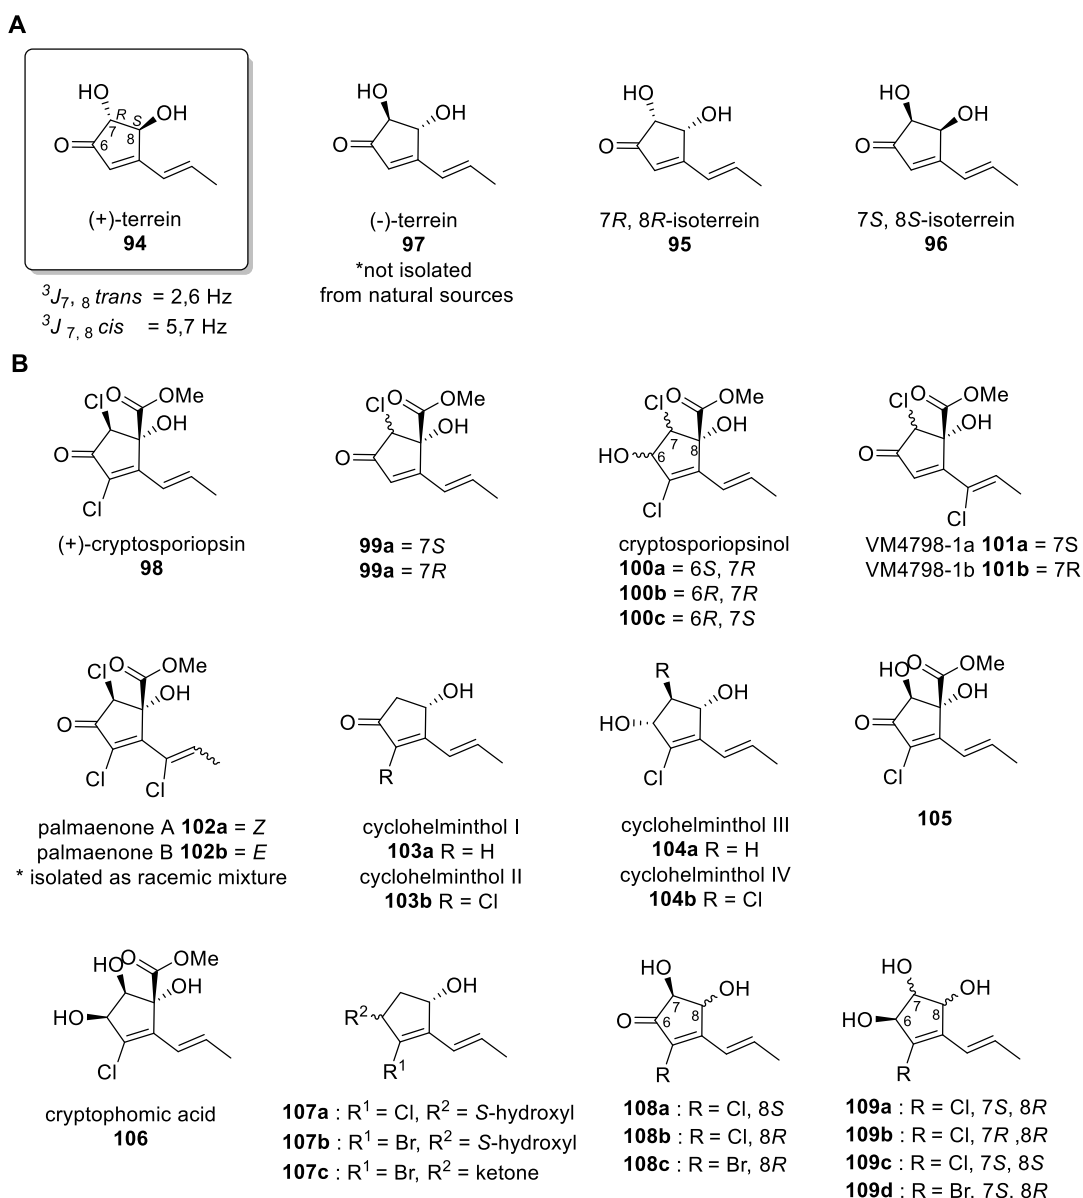 A
HO
R
S
OH
O
6
7
8
(+)-terrein
94
³J₇, ₈ trans = 2,6 Hz
³J ₇, ₈ cis = 5,7 Hz
HO
OH
O
(-)-terrein
97
*not isolated
from natural sources
HO
OH
O
7R, 8R-isoterrein
95
HO
OH
O
7S, 8S-isoterrein
96
B
Cl
O
OMe
OH
O
Cl
(+)-cryptosporiopsin
98
Cl
O
OMe
OH
O
99a = 7S
99a = 7R
Cl
O
OMe
OH
7
HO
6
8
Cl
cryptosporiopsinol
100a = 6S, 7R
100b = 6R, 7R
100c = 6R, 7S
Cl
O
OMe
OH
O
Cl
VM4798-1a 101a = 7S
VM4798-1b 101b = 7R
Cl
O
OMe
OH
O
Cl
Cl
palmaenone A 102a = Z
palmaenone B 102b = E
* isolated as racemic mixture
OH
O
R
cyclohelminthol I
103a R = H
cyclohelminthol II
103b R = Cl
R
OH
HO
Cl
cyclohelminthol III
104a R = H
cyclohelminthol IV
104b R = Cl
HO
O
OMe
OH
O
Cl
105
HO
O
OMe
OH
HO
Cl
cryptophomic acid
106
OH
R²
R¹
107a : R¹ = Cl, R² = S-hydroxyl
107b : R¹ = Br, R² = S-hydroxyl
107c : R¹ = Br, R² = ketone
HO
OH
7
O
6
8
R
108a : R = Cl, 8S
108b : R = Cl, 8R
108c : R = Br, 8R
HO
OH
7
HO
6
8
R
109a : R = Cl, 7S, 8R
109b : R = Cl, 7R ,8R
109c : R = Cl, 7S, 8S
109d : R = Br, 7S, 8R